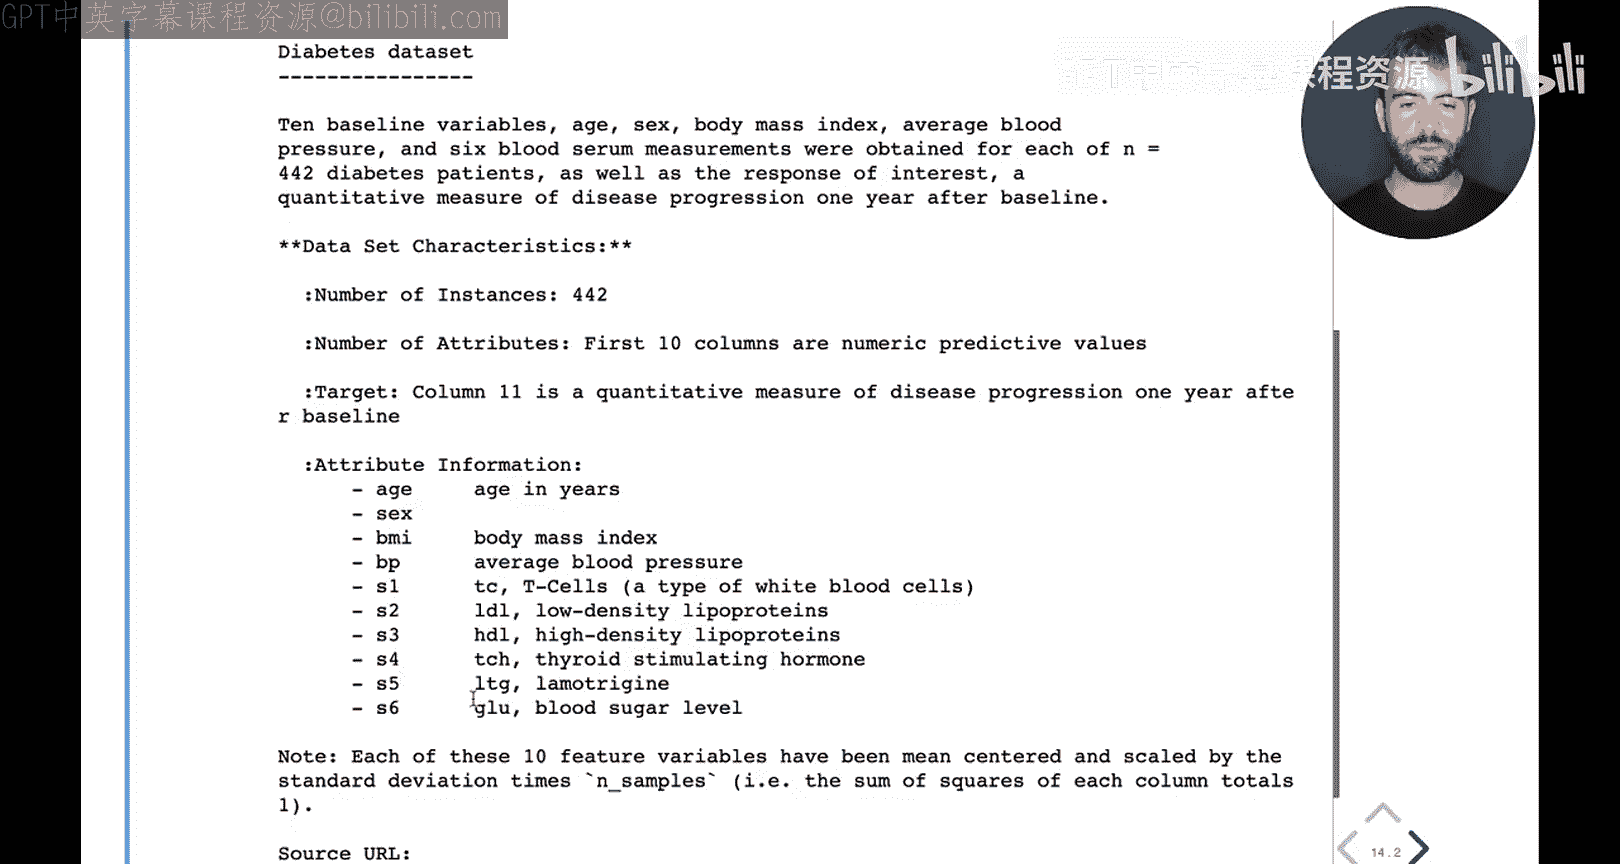 GPT中英字幕课程资源@bilibili.com
Diabetes dataset
----------------
程资源 bilibili
Ten baseline variables, age, sex, body mass index, average blood
pressure, and six blood serum measurements were obtained for each of n =
442 diabetes patients, as well as the response of interest, a
quantitative measure of disease progression one year after baseline.
**Data Set Characteristics:**
:Number of Instances: 442
:Number of Attributes: First 10 columns are numeric predictive values
:Target: Column 11 is a quantitative measure of disease progression one year afte
r baseline
:Attribute Information:
- age age in years
- sex
- bmi body mass index
- bp average blood pressure
- s1 tc, T-Cells (a type of white blood cells)
- s2 ldl, low-density lipoproteins
- s3 hdl, high-density lipoproteins
- s4 tch, thyroid stimulating hormone
- s5 ltg, lamotrigine
- s6 glu, blood sugar level
Note: Each of these 10 feature variables have been mean centered and scaled by the
standard deviation times `n_samples` (i.e. the sum of squares of each column totals
1).
Source URL:
14.2